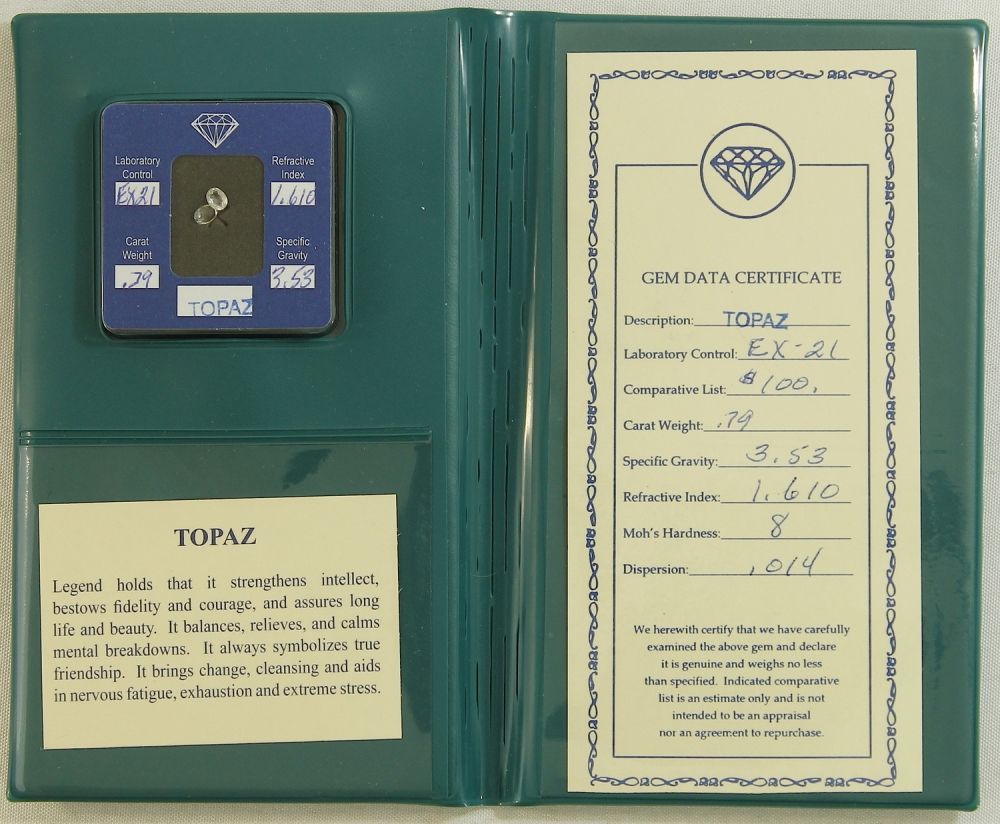 Laboratory Control
EX21
Refractive Index
1.610
Carat Weight
.79
Specific Gravity
3.53
TOPAZ
TOPAZ
Legend holds that it strengthens intellect,
bestows fidelity and courage, and assures long
life and beauty. It balances, relieves, and calms
mental breakdowns. It always symbolizes true
friendship. It brings change, cleansing and aids
in nervous fatigue, exhaustion and extreme stress.
GEM DATA CERTIFICATE
Description: TOPAZ
Laboratory Control: EX-21
Comparative List: $100.
Carat Weight: .79
Specific Gravity: 3.53
Refractive Index: 1.610
Moh's Hardness: 8
Dispersion: .014
We herewith certify that we have carefully
examined the above gem and declare
it is genuine and weighs no less
than specified. Indicated comparative
list is an estimate only and is not
intended to be an appraisal
nor an agreement to repurchase.